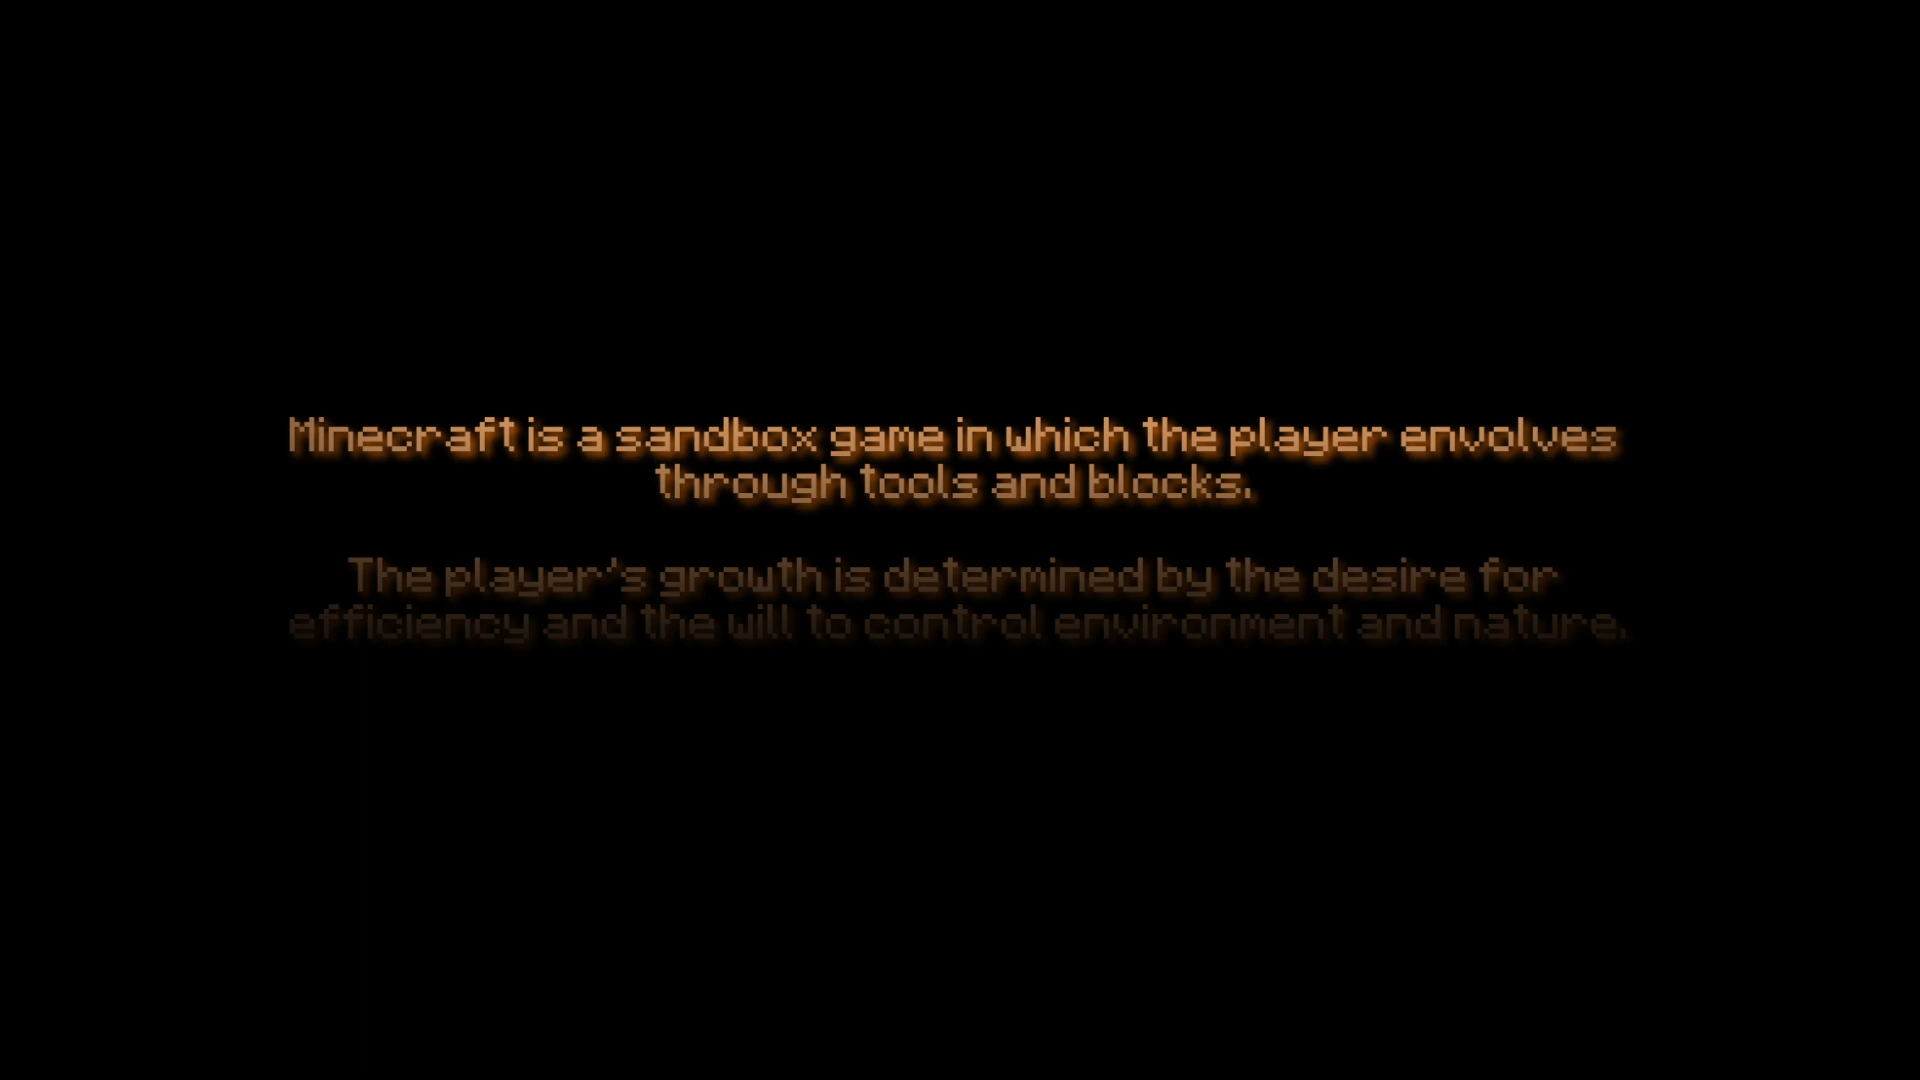 Minecraft is a sandbox game in which the player envolves
through tools and blocks.
The player's growth is determined by the desire for
efficiency and the will to control environment and nature.